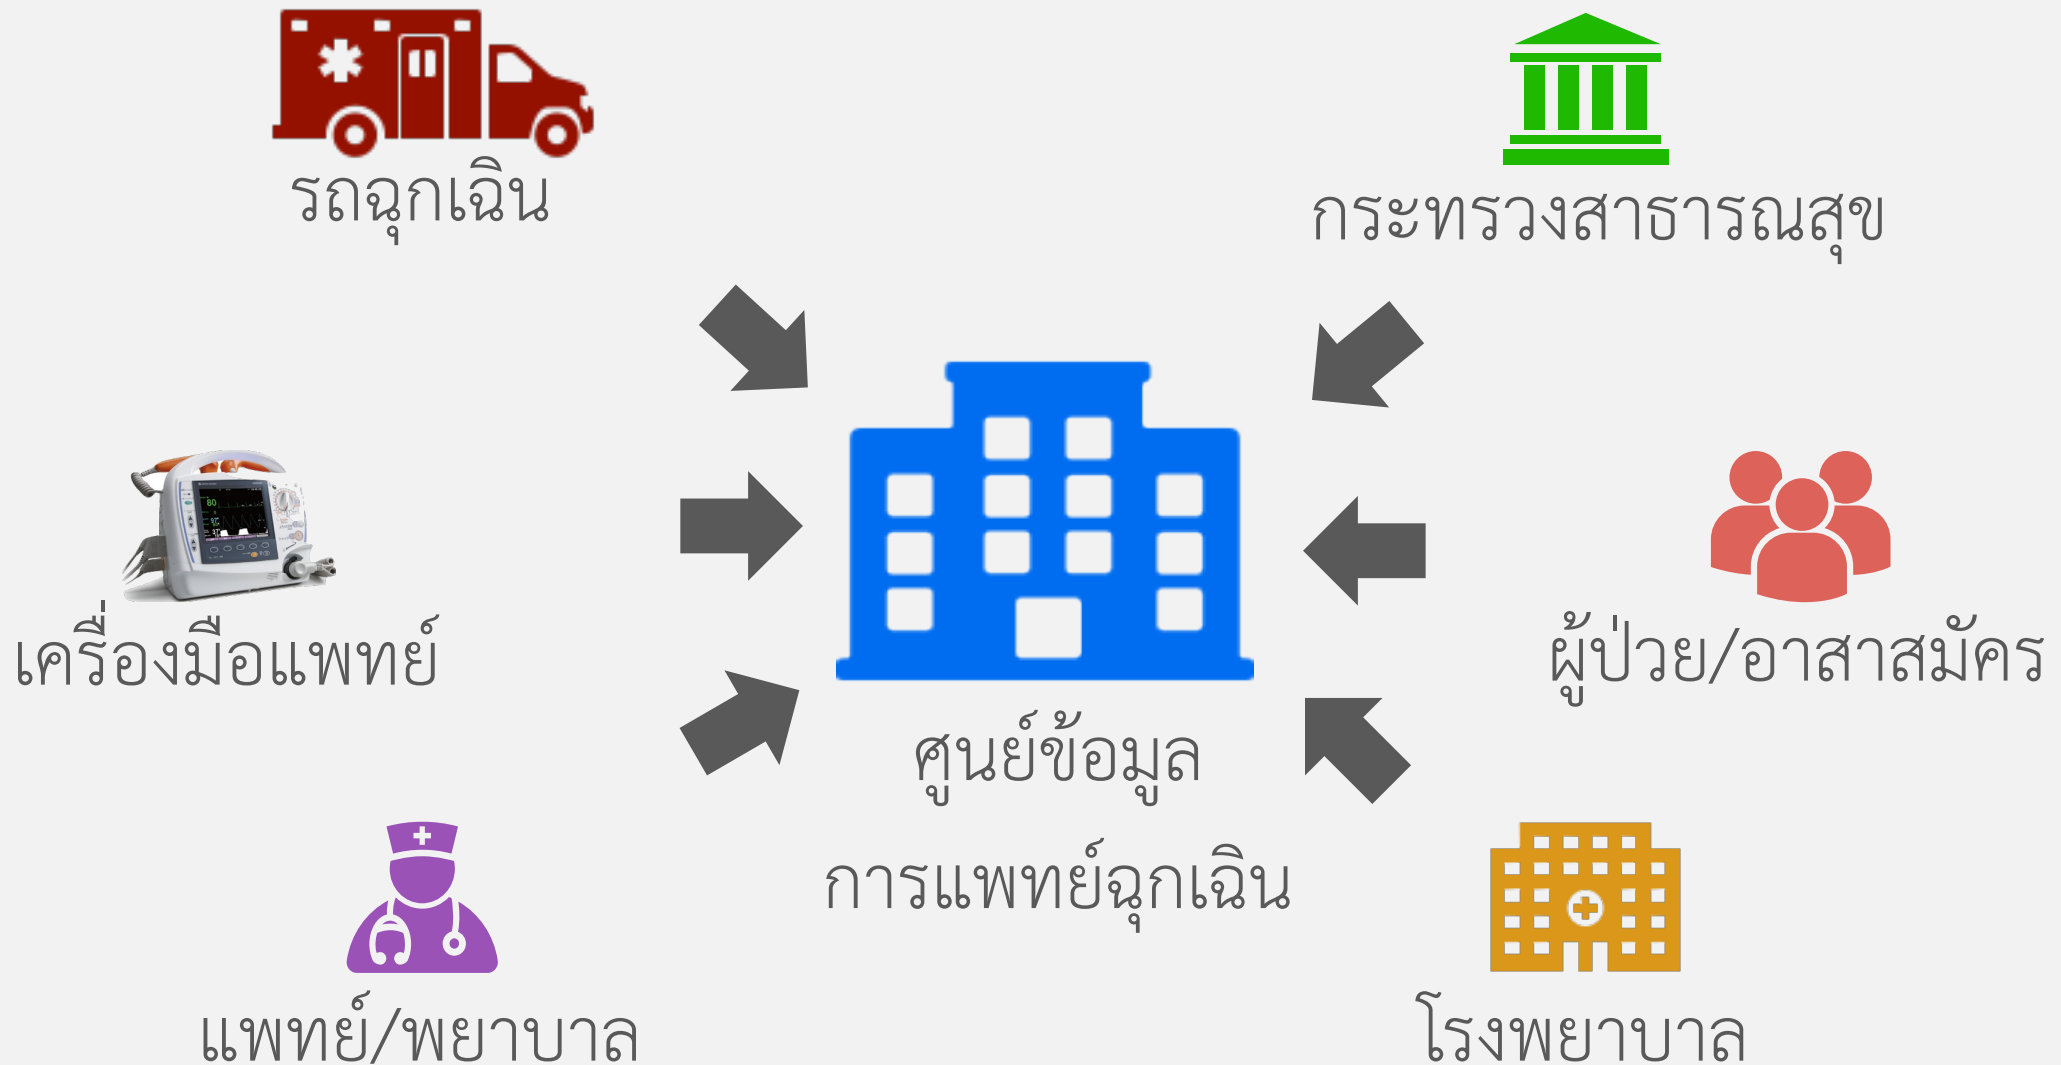 รถฉุกเฉิน
กระทรวงสาธารณสุข
เครื่องมือแพทย์
ผู้ป่วย/อาสาสมัคร
ศูนย์ข้อมูล
การแพทย์ฉุกเฉิน
แพทย์/พยาบาล
โรงพยาบาล